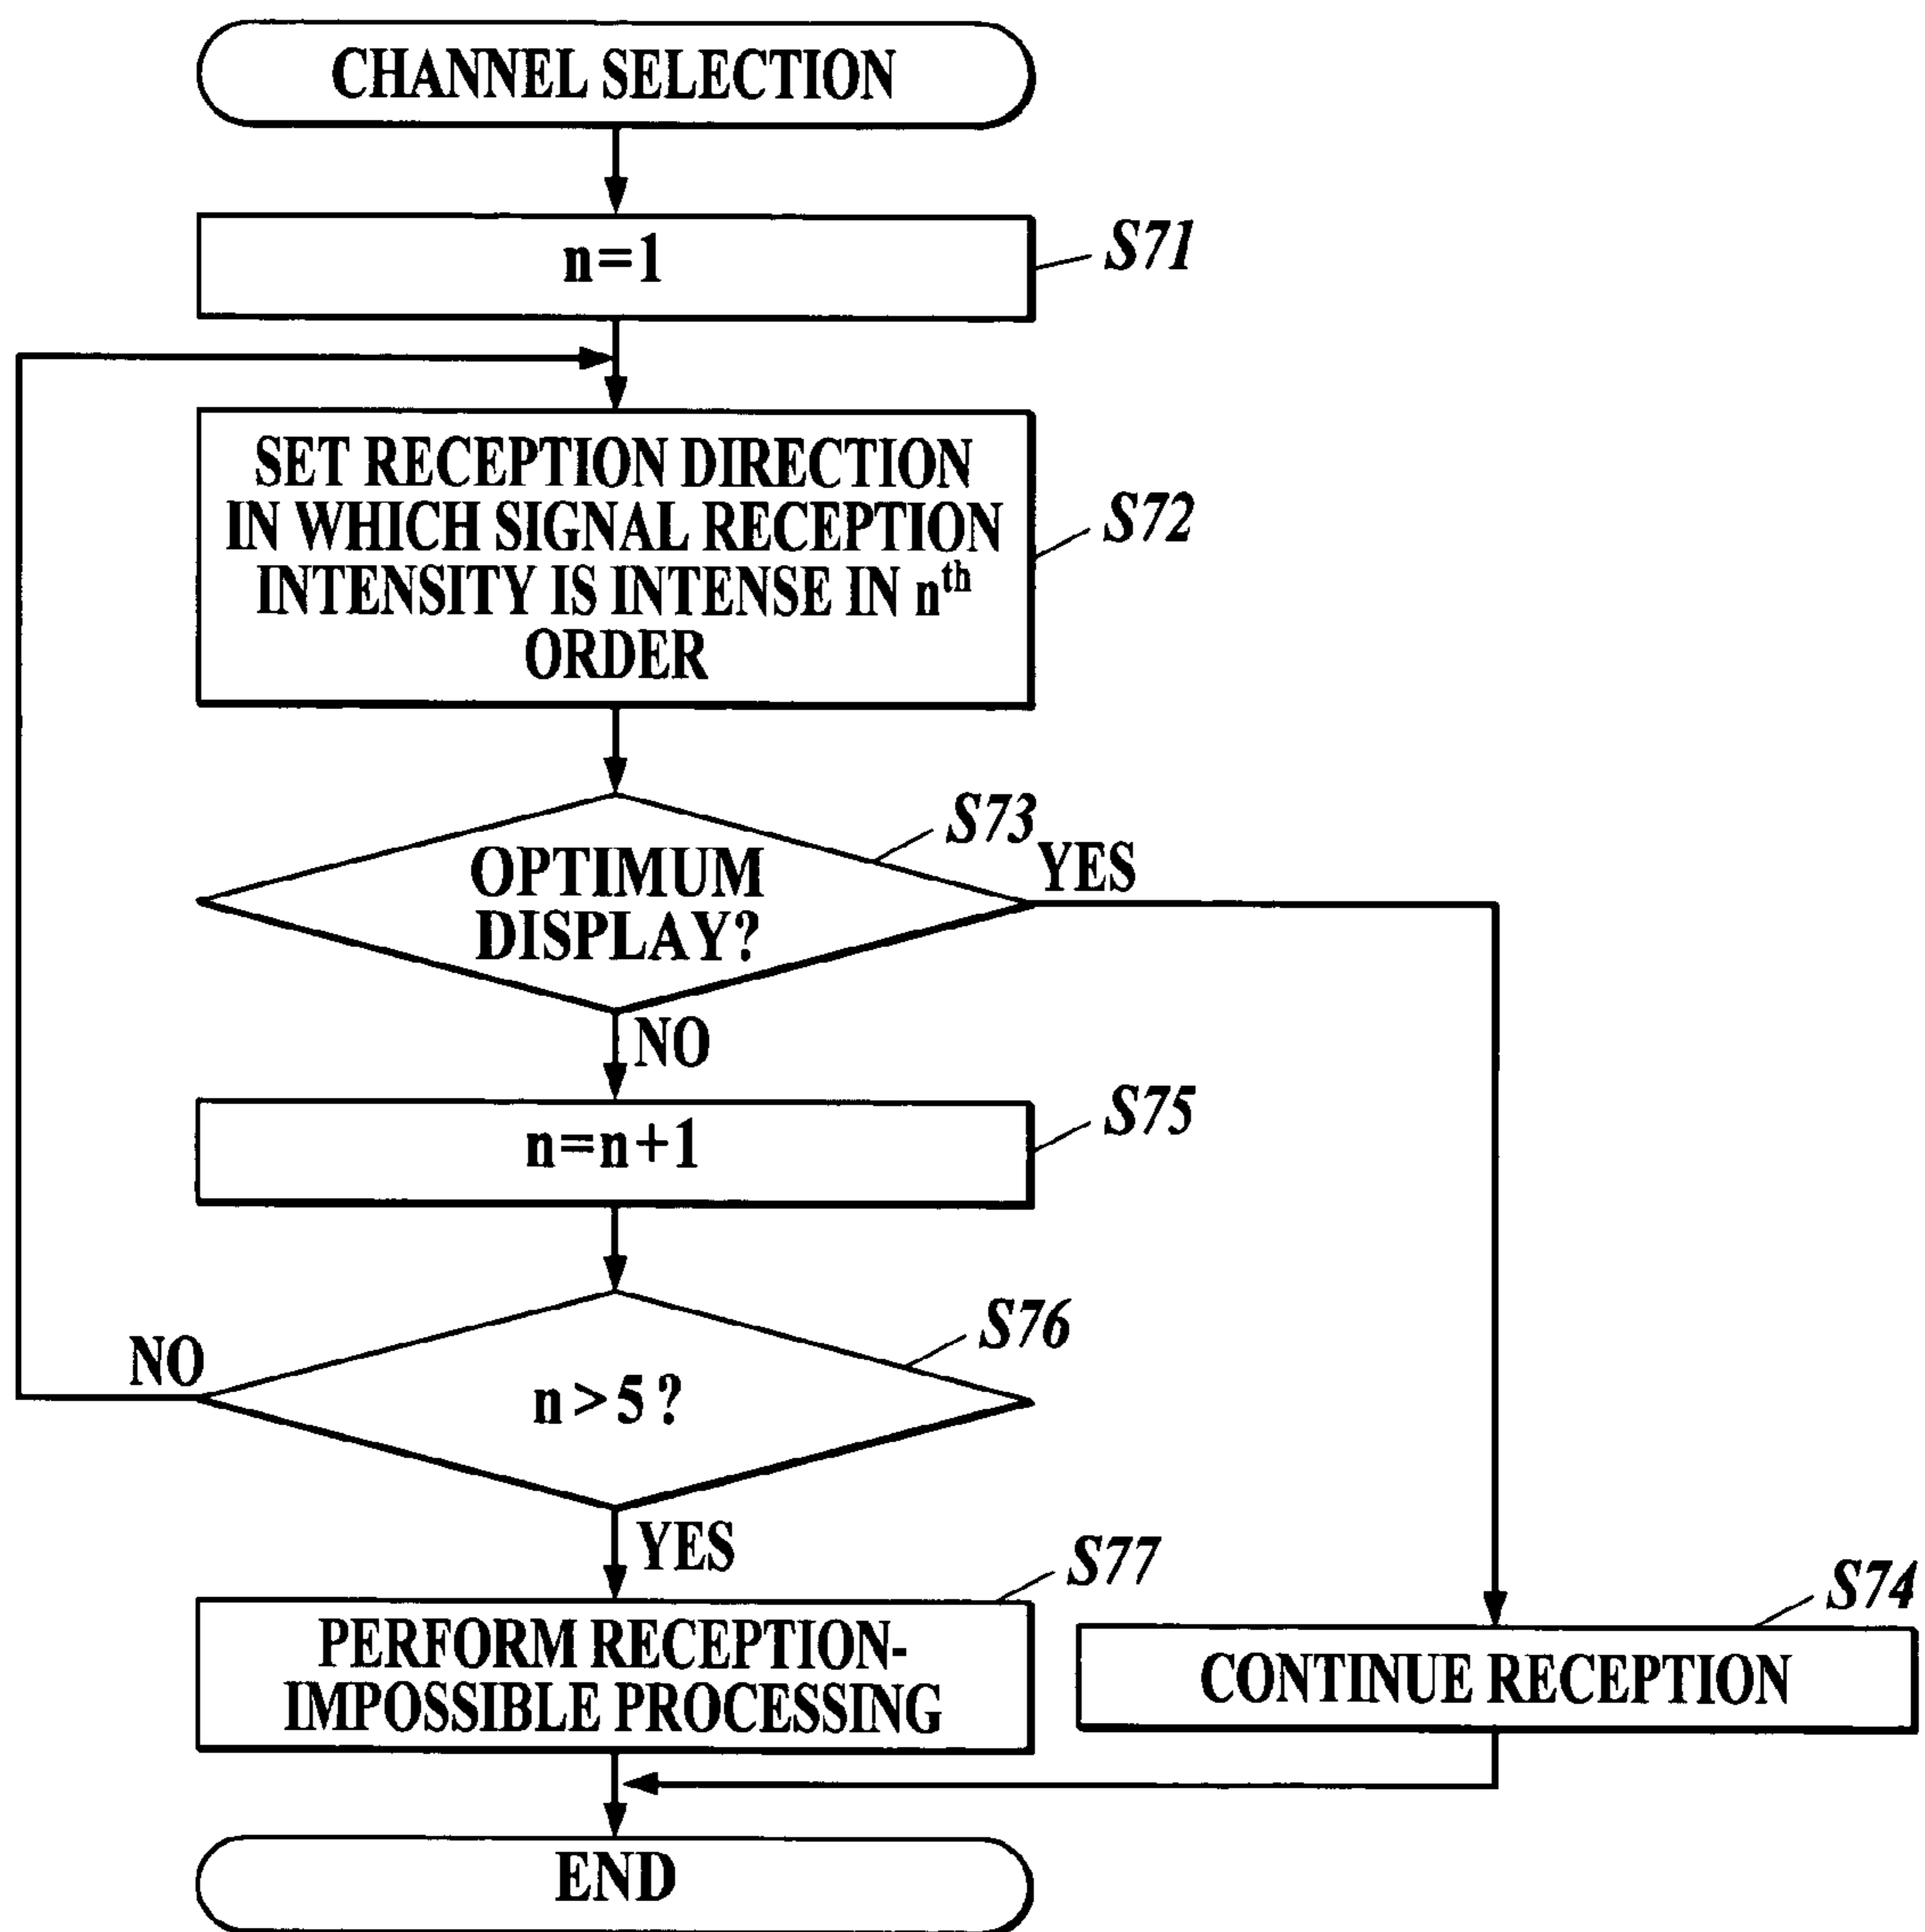 CHANNEL SELECTION
n=1
S71
SET RECEPTION DIRECTION
IN WHICH SIGNAL RECEPTION
INTENSITY IS INTENSE IN nth
ORDER
S72
OPTIMUM
DISPLAY?
S73
YES
NO
n=n+1
S75
n>5?
S76
NO
YES
PERFORM RECEPTION-
IMPOSSIBLE PROCESSING
S77
CONTINUE RECEPTION
S74
END